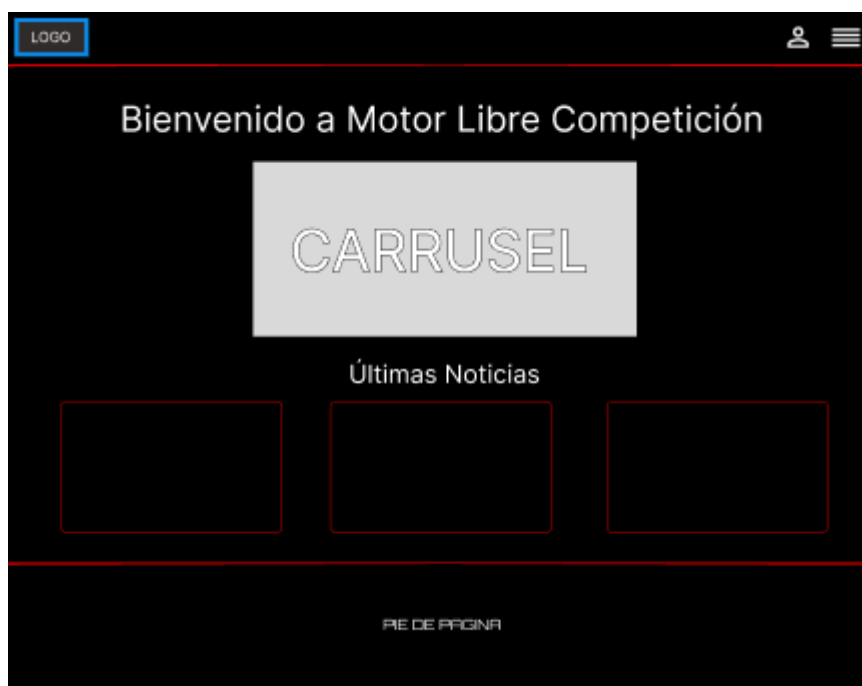 LOGO
Bienvenido a Motor Libre Competición
CARRUSEL
Últimas Noticias
PIE DE PAGINA